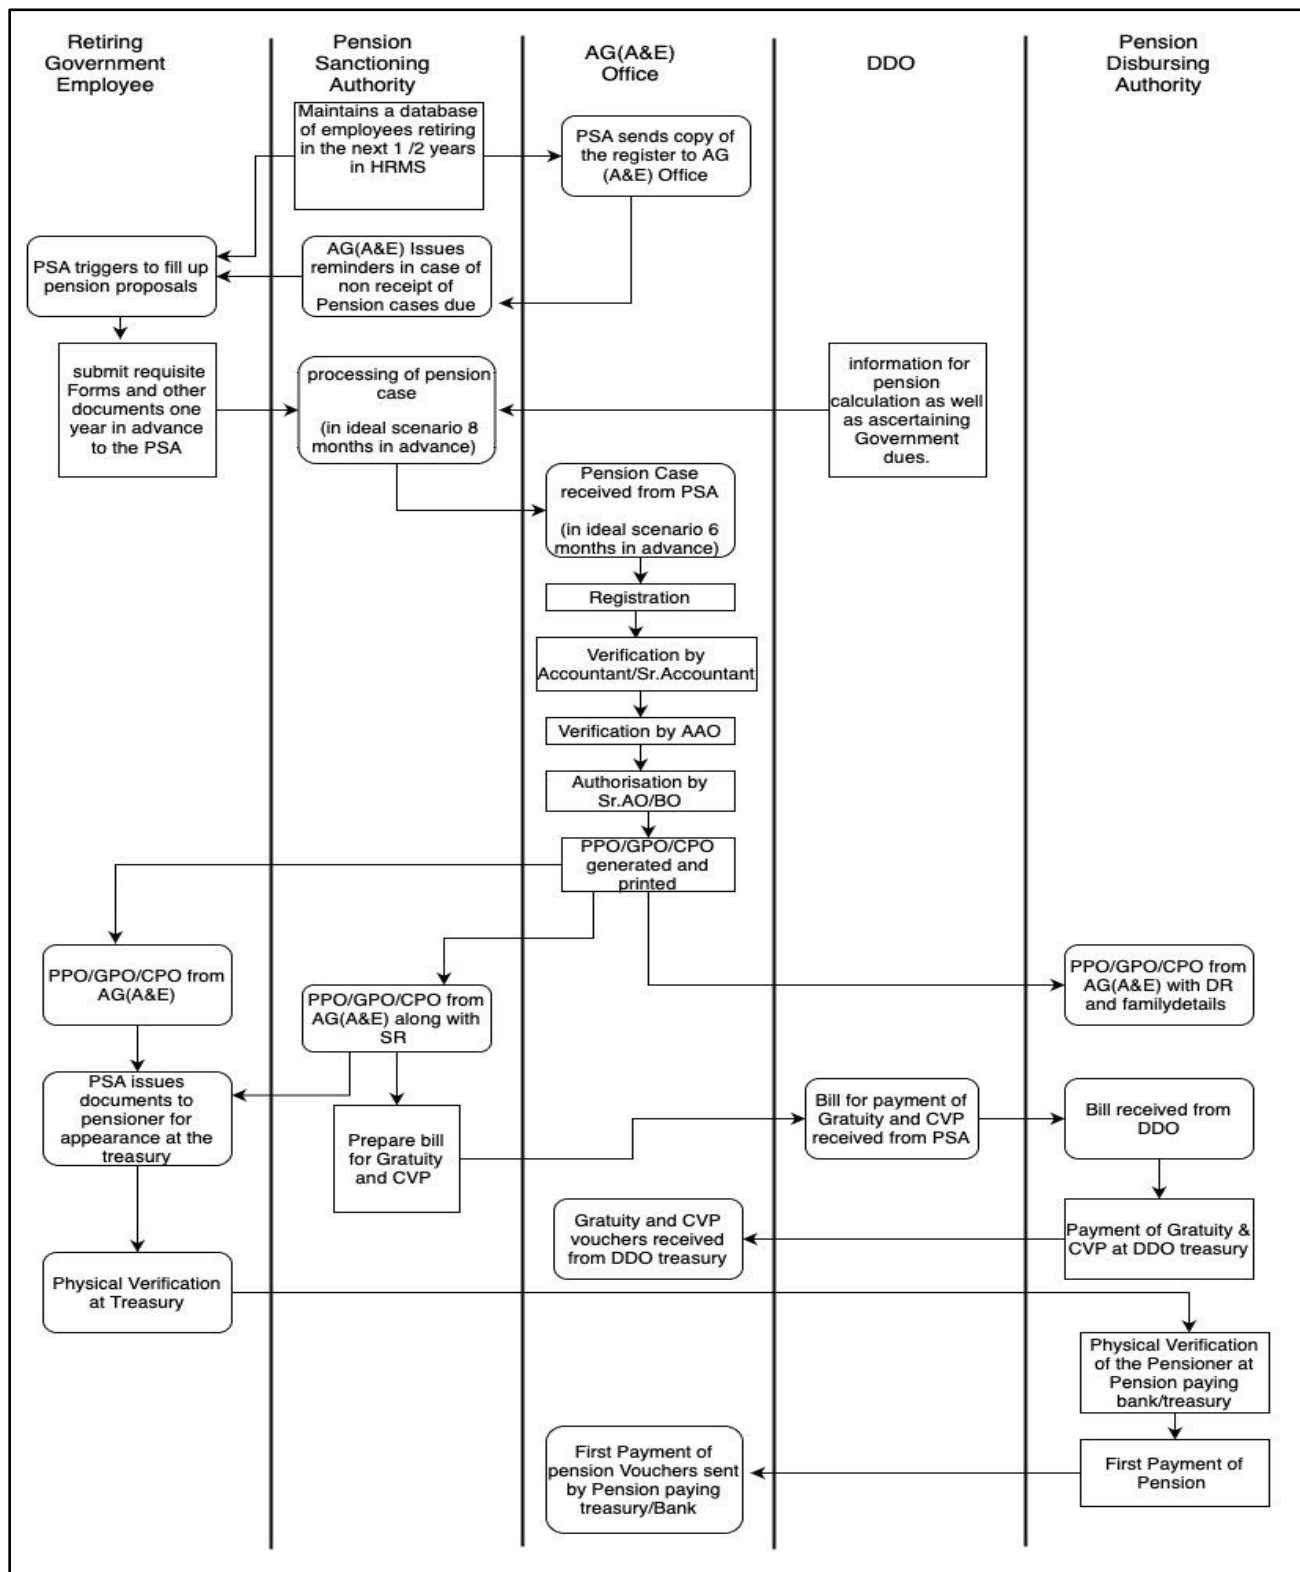 Retiring
Government
Employee
Pension
Sanctioning
Authority
AG(A&E)
Office
DDO
Pension
Disbursing
Authority
Maintains a database
of employees retiring
in the next 1 /2 years
in HRMS
PSA sends copy of
the register to AG
(A&E) Office
PSA triggers to fill up
pension proposals
AG(A&E) Issues
reminders in case of
non receipt of
Pension cases due
submit requisite
Forms and other
documents one
year in advance
to the PSA
processing of pension
case
(in ideal scenario 8
months in advance)
information for
pension
calculation as well
as ascertaining
Government
dues.
Pension Case
received from PSA
(in ideal scenario 6
months in advance)
Registration
Verification by
Accountant/Sr.Accountant
Verification by AAO
Authorisation by
Sr.AO/BO
PPO/GPO/CPO
generated and
printed
PPO/GPO/CPO from
AG(A&E)
PPO/GPO/CPO from
AG(A&E) along with
SR
PPO/GPO/CPO from
AG(A&E) with DR
and familydetails
PSA issues
documents to
pensioner for
appearance at the
treasury
Prepare bill
for Gratuity
and CVP
Bill for payment of
Gratuity and CVP
received from PSA
Bill received from
DDO
Gratuity and CVP
vouchers received
from DDO treasury
Payment of Gratuity &
CVP at DDO treasury
Physical Verification
at Treasury
Physical Verification
of the Pensioner at
Pension paying
bank/treasury
First Payment of
pension Vouchers sent
by Pension paying
treasury/Bank
First Payment of
Pension